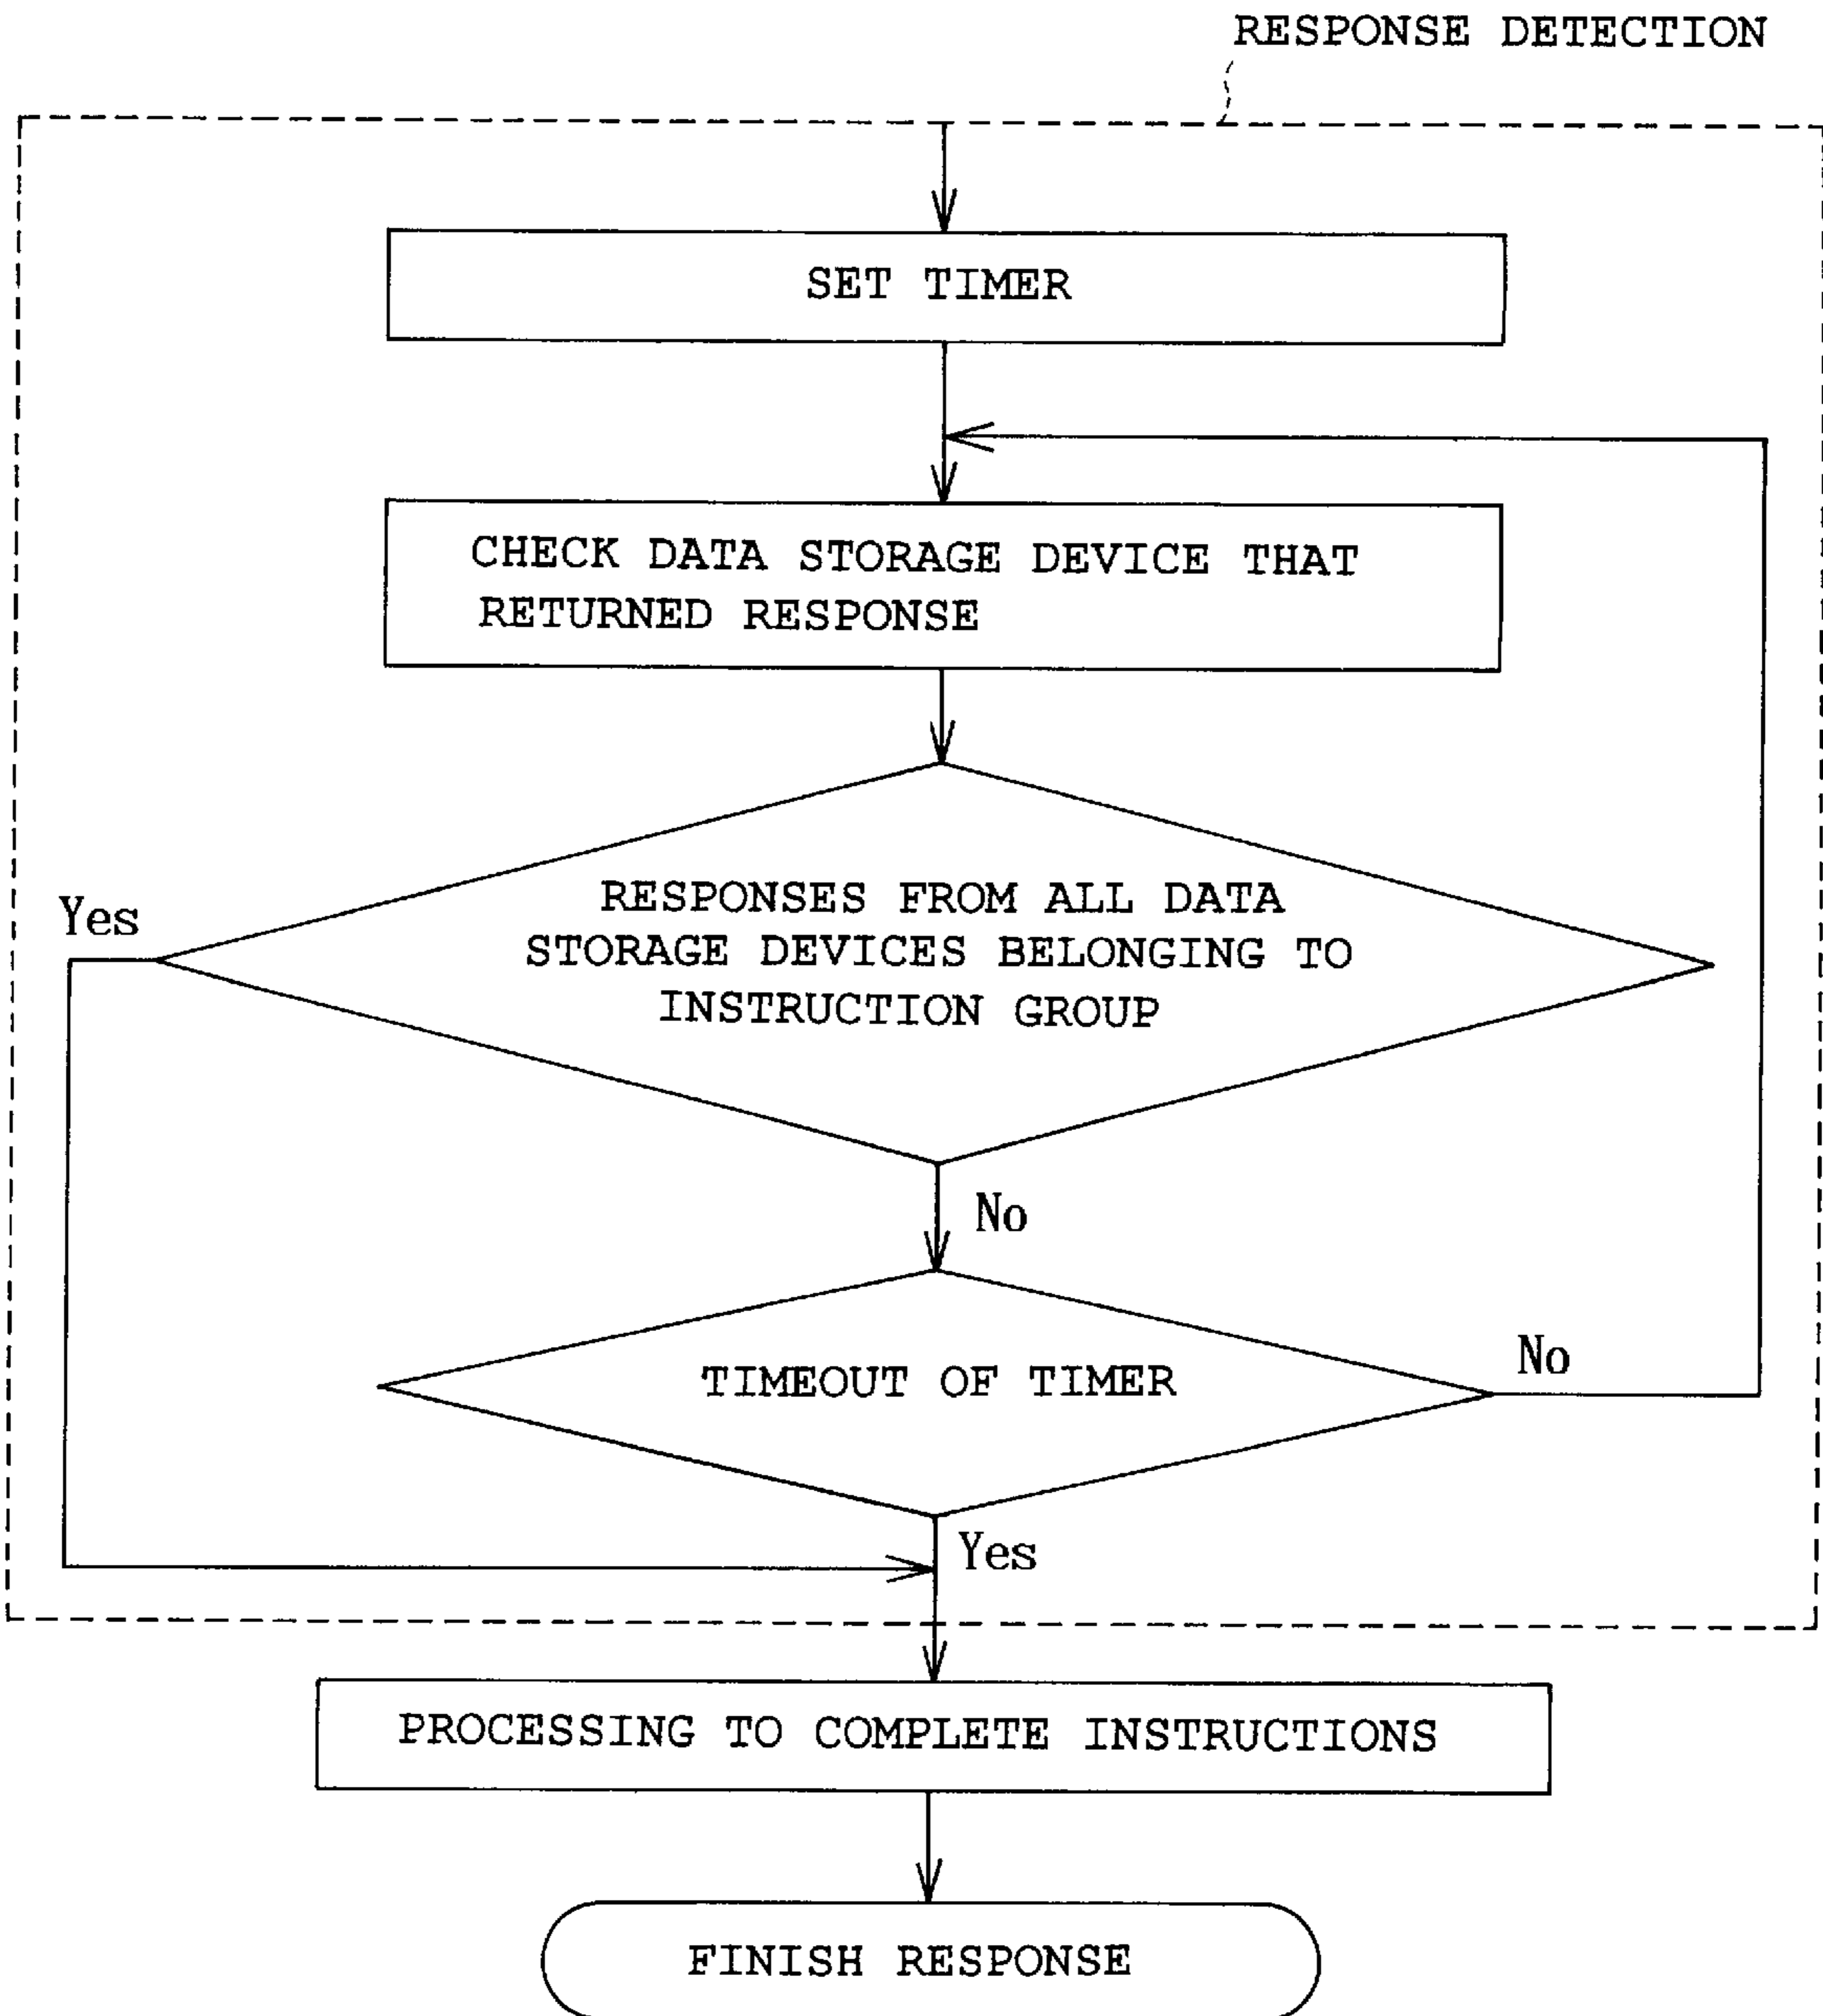 RESPONSE DETECTION
SET TIMER
CHECK DATA STORAGE DEVICE THAT
RETURNED RESPONSE
RESPONSES FROM ALL DATA
STORAGE DEVICES BELONGING TO
INSTRUCTION GROUP
Yes
No
TIMEOUT OF TIMER
No
Yes
PROCESSING TO COMPLETE INSTRUCTIONS
FINISH RESPONSE